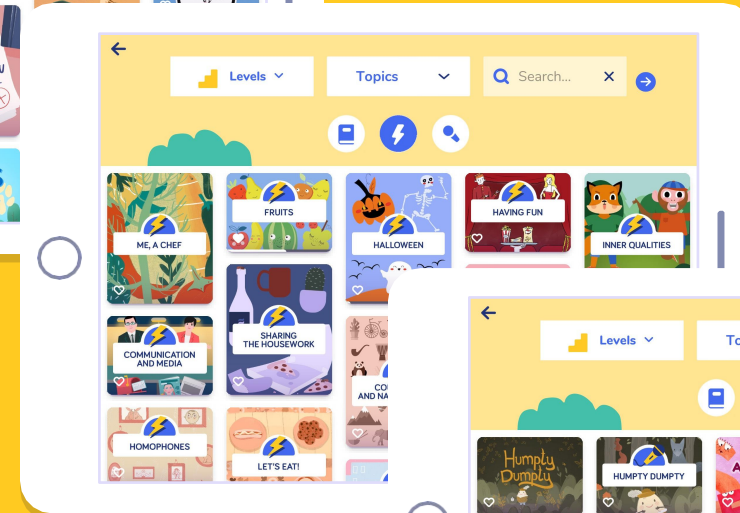 Levels
Topics
Search...
ME, A CHEF
FRUITS
HALLOWEEN
HAVING FUN
INNER QUALITIES
COMMUNICATION
AND MEDIA
SHARING
THE HOUSEWORK
HOMOPHONES
LET'S EAT!
Levels
Humpty
Dumpty
HUMPTY DUMPTY